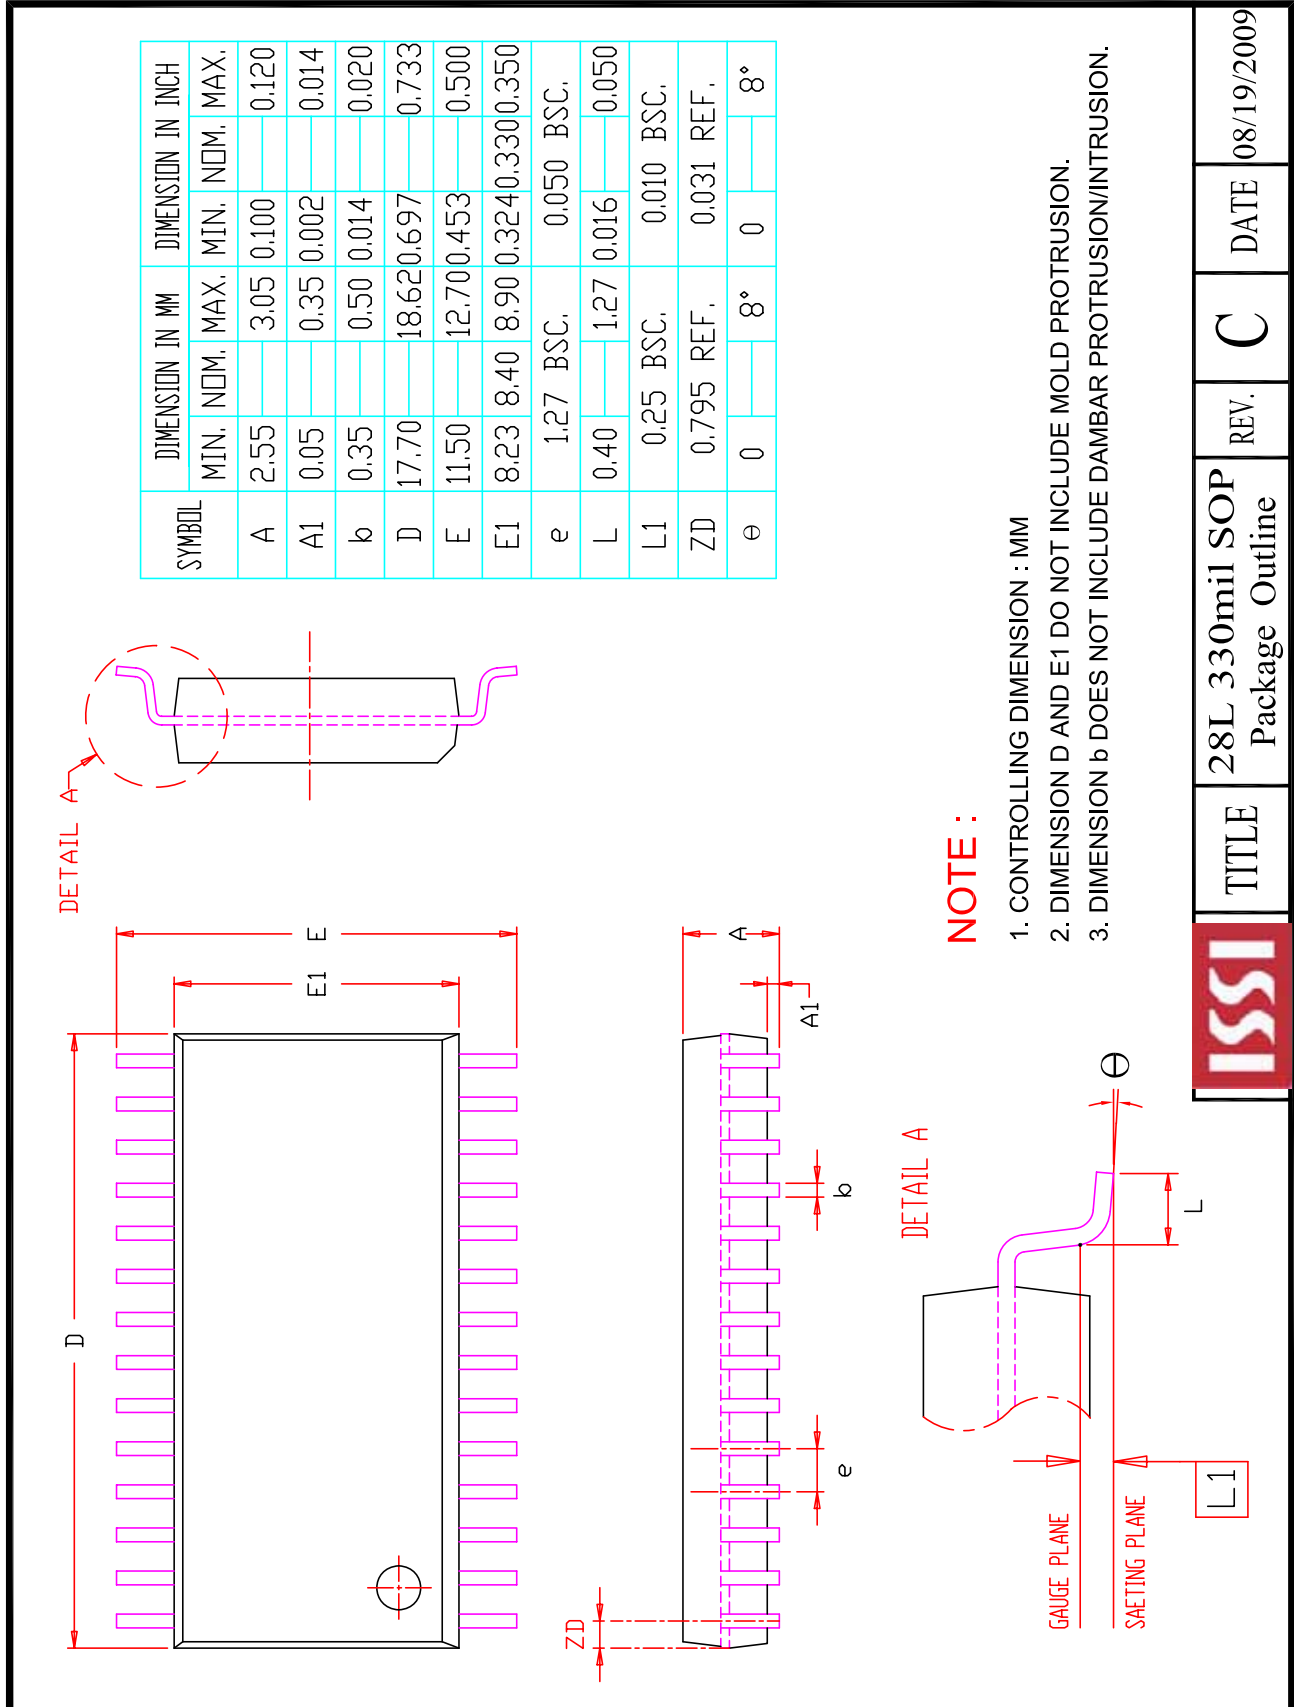 DETAIL A
SYMBOL DIMENSION IN MM DIMENSION IN INCH
MIN. NOM. MAX. MIN. NOM. MAX.
A 2.55 3.05 0.100 0.120
A1 0.05 0.35 0.002 0.014
b 0.35 0.50 0.014 0.020
D 17.70 18.62 0.697 0.733
E 11.50 12.70 0.453 0.500
E1 8.23 8.40 8.90 0.324 0.330 0.350
e 1.27 BSC. 0.050 BSC.
L 0.40 1.27 0.016 0.050
L1 0.25 BSC. 0.010 BSC.
ZD 0.795 REF. 0.031 REF.
θ 0 8° 0 8°
D
E1
E
ZD
e
b
A1
A
DETAIL A
GAUGE PLANE
SAETING PLANE
L1
L
θ
NOTE :
1. CONTROLLING DIMENSION : MM
2. DIMENSION D AND E1 DO NOT INCLUDE MOLD PROTRUSION.
3. DIMENSION b DOES NOT INCLUDE DAMBAR PROTRUSION/INTRUSION.
ISSI
TITLE
28L 330mil SOP
Package Outline
REV.
C
DATE
08/19/2009